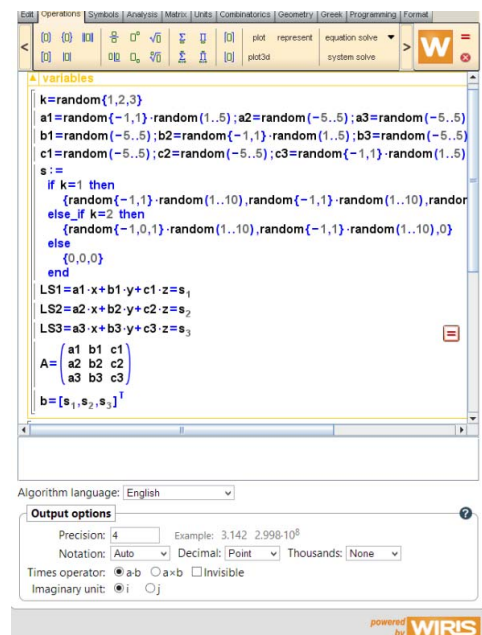 Edit Operations Symbols Analysis Matrix Units Combinatorics Geometry Greek Programming Format
plot represent equation solve
plot3d system solve
W
variables
k=random{1,2,3}
a1=random{-1,1}·random(1..5);a2=random(-5..5);a3=random(-5..5)
b1=random(-5..5);b2=random{-1,1}·random(1..5);b3=random(-5..5)
c1=random(-5..5);c2=random(-5..5);c3=random{-1,1}·random(1..5)
s:=
if k=1 then
{random{-1,1}·random(1..10),random{-1,1}·random(1..10),random
else_if k=2 then
{random{-1,0,1}·random(1..10),random{-1,1}·random(1..10),0}
else
{0,0,0}
end
LS1=a1·x+b1·y+c1·z=s₁
LS2=a2·x+b2·y+c2·z=s₂
LS3=a3·x+b3·y+c3·z=s₃
a1 b1 c1
A=( a2 b2 c2 )
a3 b3 c3
b=[s₁,s₂,s₃]ᵀ
Algorithm language: English
Output options
Precision: 4 Example: 3.142 2.998·10⁸
Notation: Auto Decimal: Point Thousands: None
Times operator: a·b a×b Invisible
Imaginary unit: i j
powered
by WIRIS